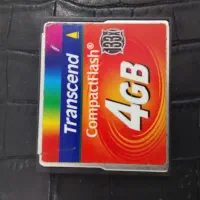 Transcend
CompactFlash®
133x
4GB